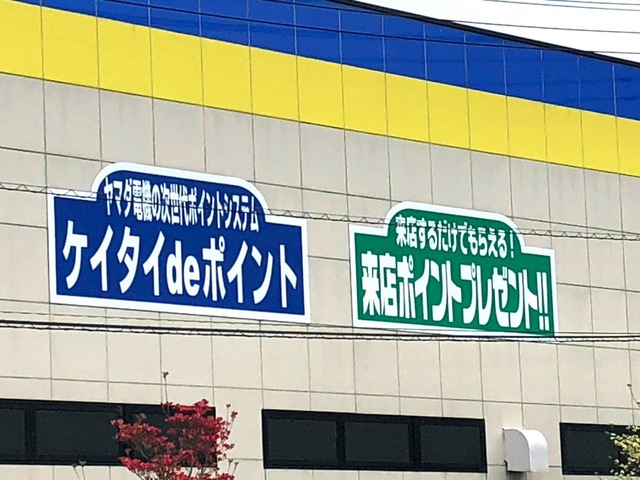 ヤマダ電機の次世代ポイントシステム
ケイタイdeポイント
来店するだけでもらえる!
来店ポイントプレゼント!!